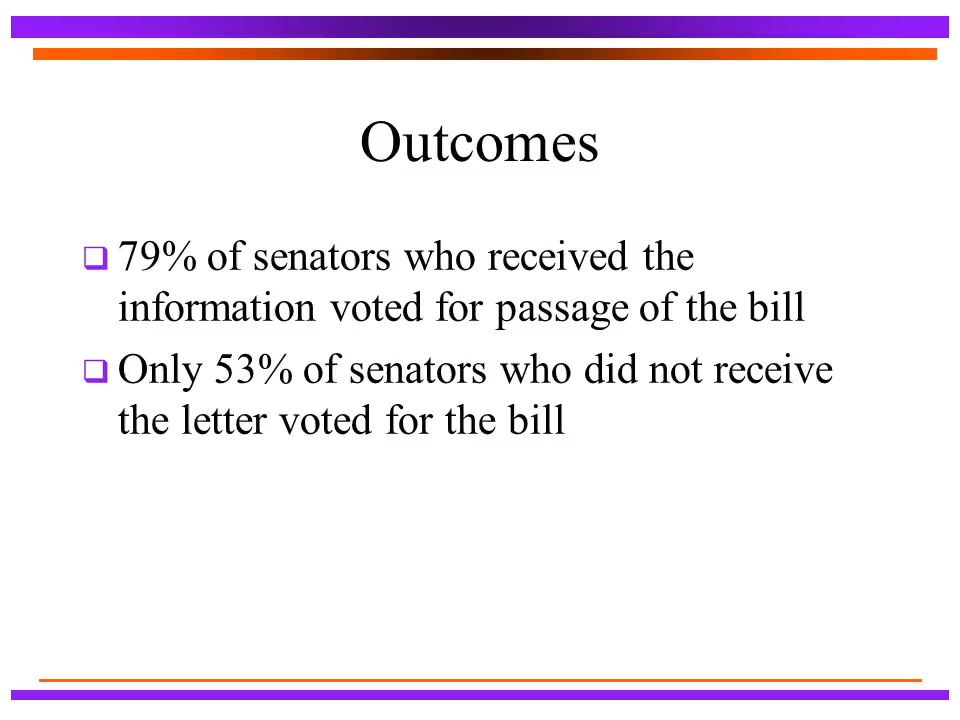 Outcomes
79% of senators who received the
information voted for passage of the bill
Only 53% of senators who did not receive
the letter voted for the bill